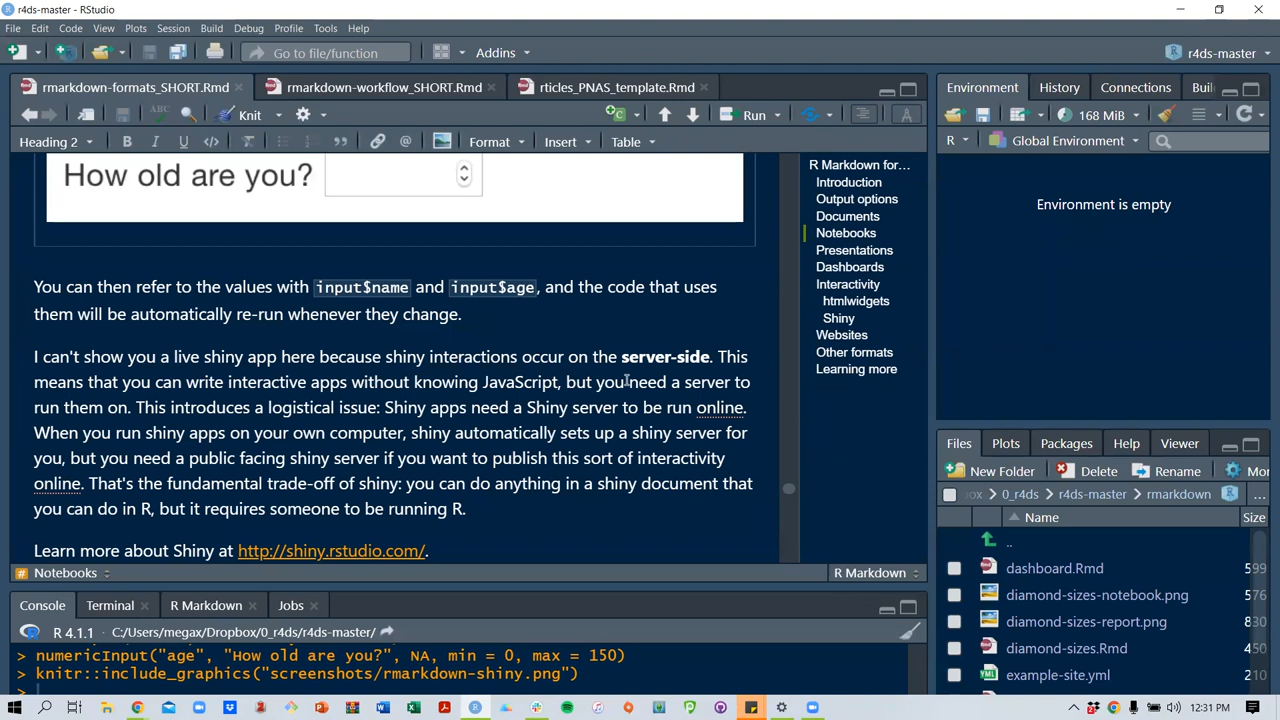 r4ds-master - RStudio
File Edit Code View Plots Session Build Debug Profile Tools Help
Go to file/function Addins r4ds-master
rmarkdown-formats_SHORT.Rmd rmarkdown-workflow_SHORT.Rmd rticles_PNAS_template.Rmd
Knit Run
Heading 2 B I U Format Insert Table
How old are you?
You can then refer to the values with input$name and input$age, and the code that uses
them will be automatically re-run whenever they change.
I can't show you a live shiny app here because shiny interactions occur on the server-side. This
means that you can write interactive apps without knowing JavaScript, but you need a server to
run them on. This introduces a logistical issue: Shiny apps need a Shiny server to be run online.
When you run shiny apps on your own computer, shiny automatically sets up a shiny server for
you, but you need a public facing shiny server if you want to publish this sort of interactivity
online. That's the fundamental trade-off of shiny: you can do anything in a shiny document that
you can do in R, but it requires someone to be running R.
Learn more about Shiny at http://shiny.rstudio.com/.
# Notebooks R Markdown
R Markdown for...
Introduction
Output options
Documents
Notebooks
Presentations
Dashboards
Interactivity
htmlwidgets
Shiny
Websites
Other formats
Learning more
Console Terminal R Markdown Jobs
R 4.1.1 · C:/Users/megax/Dropbox/0_r4ds/r4ds-master/
> numericInput("age", "How old are you?", NA, min = 0, max = 150)
> knitr::include_graphics("screenshots/rmarkdown-shiny.png")
>
Environment History Connections Buil
168 MiB
R Global Environment
Environment is empty
Files Plots Packages Help Viewer
New Folder Delete Rename Mo
ox 0_r4ds r4ds-master rmarkdown ...
Name Size
..
dashboard.Rmd 599
diamond-sizes-notebook.png 576
diamond-sizes-report.png 830
diamond-sizes.Rmd 450
example-site.yml 210
12:31 PM